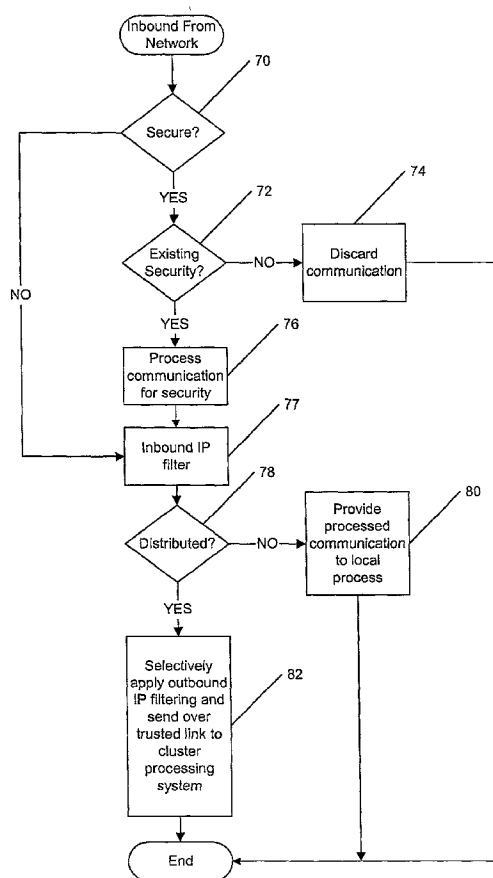 Inbound From
Network
70
Secure?
YES
72
74
Existing
Security?
NO
Discard
communication
NO
YES
76
Process
communication
for security
77
Inbound IP
filter
78
80
Distributed?
NO
Provide
processed
communication
to local
process
YES
Selectively
apply outbound
IP filtering and
send over
trusted link to
cluster
processing
system
82
End